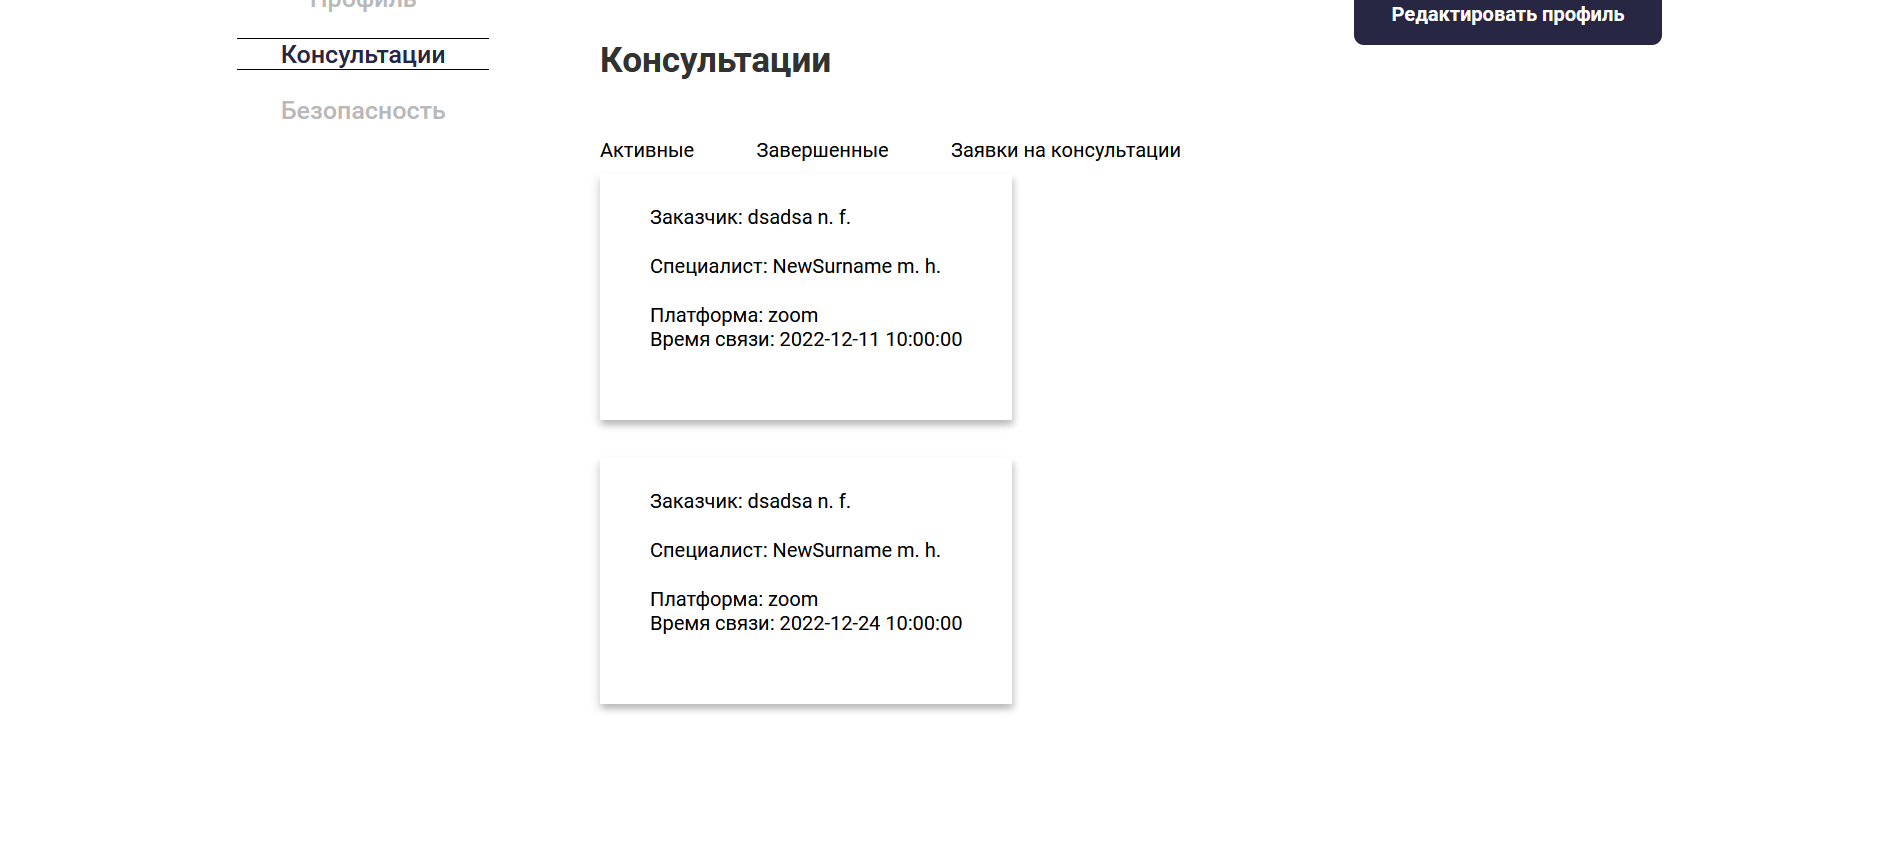 Профиль
Консультации
Безопасность
Редактировать профиль
Консультации
Активные Завершенные Заявки на консультации
Заказчик: dsadsa n. f.
Специалист: NewSurname m. h.
Платформа: zoom
Время связи: 2022-12-11 10:00:00
Заказчик: dsadsa n. f.
Специалист: NewSurname m. h.
Платформа: zoom
Время связи: 2022-12-24 10:00:00